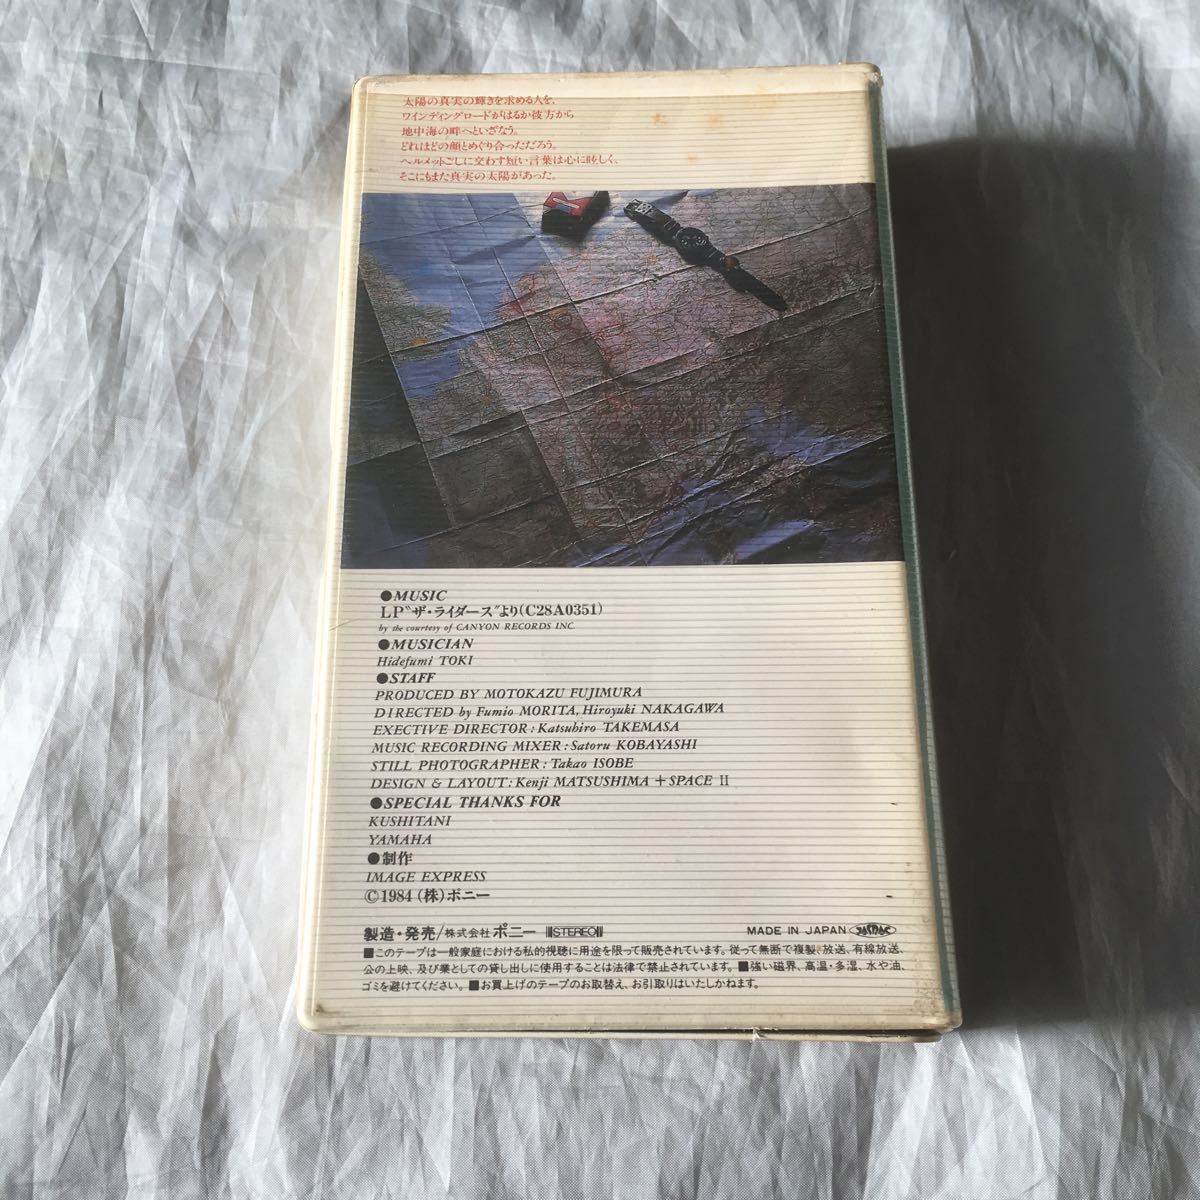 太陽の真実の輝きを求める人を、
ワインディングロードがはるか彼方から
地中海の畔へといざなう。
どれほどの顔とめぐり合っただろう。
ヘルメットごしに交わす短い言葉は心に眩しく、
そこにもまた真実の太陽があった。
●MUSIC
LP"ザ・ライダース"より(C28A0351)
by the courtesy of CANYON RECORDS INC.
●MUSICIAN
Hidefumi TOKI
●STAFF
PRODUCED BY MOTOKAZU FUJIMURA
DIRECTED by Fumio MORITA, Hiroyuki NAKAGAWA
EXECTIVE DIRECTOR : Katsuhiro TAKEMASA
MUSIC RECORDING MIXER : Satoru KOBAYASHI
STILL PHOTOGRAPHER : Takao ISOBE
DESIGN & LAYOUT : Kenji MATSUSHIMA + SPACE II
●SPECIAL THANKS FOR
KUSHITANI
YAMAHA
●制作
IMAGE EXPRESS
©1984 (株)ポニー
製造・発売/株式会社 ポニー STEREO MADE IN JAPAN JASRAC
■このテープは一般家庭における私的視聴に用途を限って販売されています。従って無断で複製、放送、有線放送、
公の上映、及び業としての貸し出しに使用することは法律で禁止されています。■強い磁界、高温・多湿、水や油、
ゴミを避けてください。■お買上げのテープのお取替え、お引取りはいたしかねます。